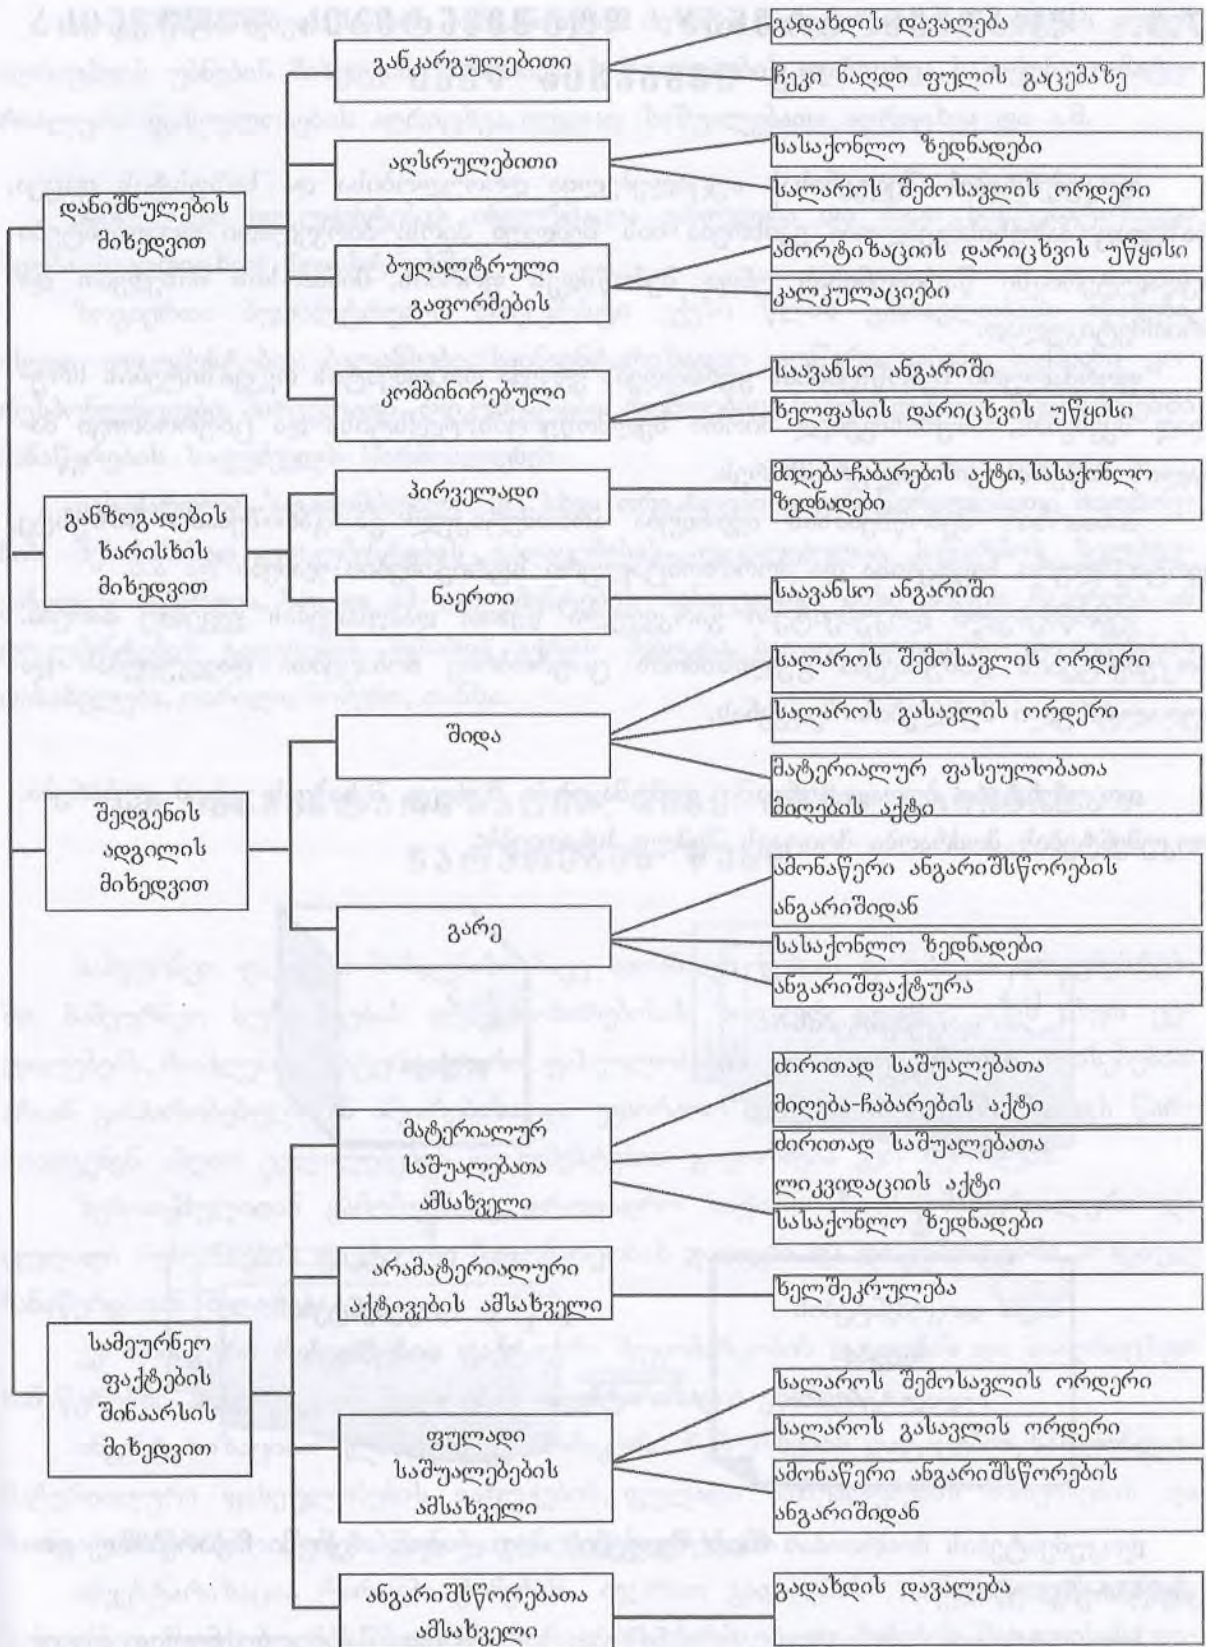 დანიშნულების
მიხედვით
განკარგულებითი
გადახდის დავალება
ჩეკი ნაღდი ფულის გაცემაზე
აღსრულებითი
სასაქონლო ზედნადები
სალაროს შემოსავლის ორდერი
ბუღალტრული
გაფორმების
ამორტიზაციის დარიცხვის უწყისი
კალკულაციები
კომბინირებული
საავანსო ანგარიში
ხელფასის დარიცხვის უწყისი
განზოგადების
ხარისხის
მიხედვით
პირველადი
მიღება-ჩაბარების აქტი, სასაქონლო
ზედნადები
ნაერთი
საავანსო ანგარიში
შედგენის
ადგილის
მიხედვით
შიდა
სალაროს შემოსავლის ორდერი
სალაროს გასავლის ორდერი
მატერიალურ ფასეულობათა
მიღების აქტი
გარე
ამონაწერი ანგარიშსწორების
ანგარიშიდან
სასაქონლო ზედნადები
ანგარიშფაქტურა
სამეურნეო
ფაქტების
შინაარსის
მიხედვით
მატერიალურ
საშუალებათა
ამსახველი
ძირითად საშუალებათა
მიღება-ჩაბარების აქტი
ძირითად საშუალებათა
ლიკვიდაციის აქტი
სასაქონლო ზედნადები
არამატერიალური
აქტივების ამსახველი
ხელშეკრულება
ფულადი
საშუალებების
ამსახველი
სალაროს შემოსავლის ორდერი
სალაროს გასავლის ორდერი
ამონაწერი ანგარიშსწორების
ანგარიშიდან
ანგარიშსწორებათა
ამსახველი
გადახდის დავალება